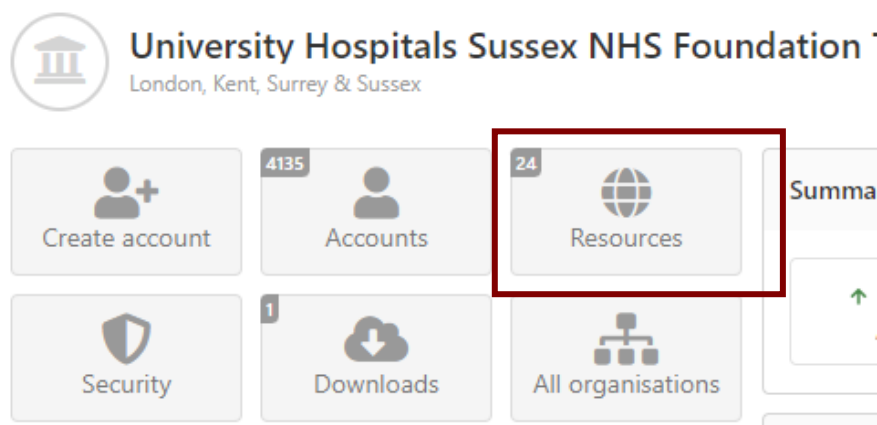 University Hospitals Sussex NHS Foundation
London, Kent, Surrey & Sussex
4135
24
Create account
Accounts
Resources
1
Security
Downloads
All organisations